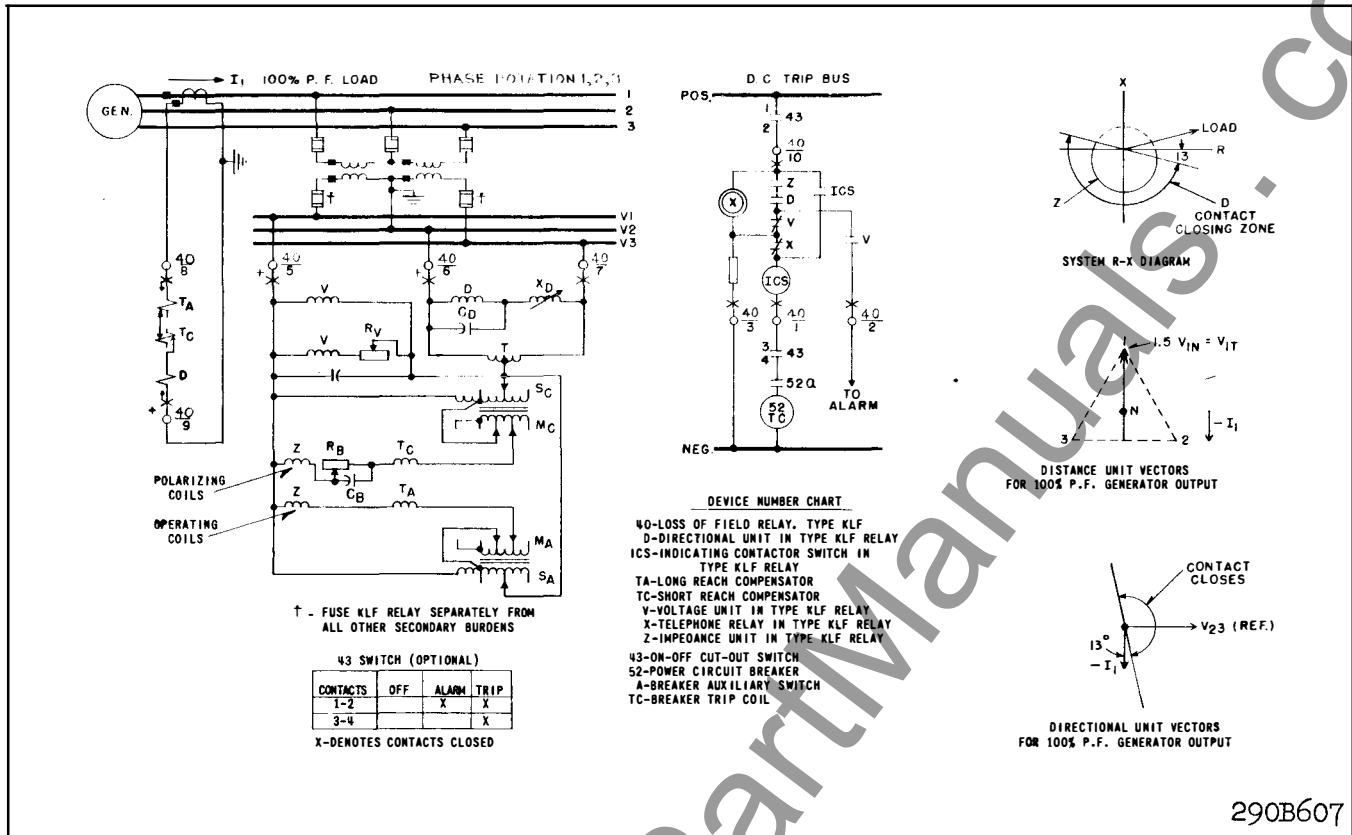 I1 100% P. F. LOAD
PHASE ROTATION 1,2,3
GEN.
1
2
3
†
†
V1
V2
V3
40
8
TA
TC
D
40
9
40
5
40
6
40
7
V
D
XD
CD
V
RV
T
SC
MC
Z
RB
TC
CB
POLARIZING
COILS
Z
TA
OPERATING
COILS
MA
SA
† - FUSE KLF RELAY SEPARATELY FROM
ALL OTHER SECONDARY BURDENS
43 SWITCH (OPTIONAL)
CONTACTS OFF ALARM TRIP
1-2 X X
3-4 X
X-DENOTES CONTACTS CLOSED
D.C TRIP BUS
POS.
1
2
43
40
10
Z
D
ICS
X
V
V
X
ICS
40
3
40
1
40
2
3
4
43
52a
52
TC
TO
ALARM
NEG.
DEVICE NUMBER CHART
40-LOSS OF FIELD RELAY. TYPE KLF
D-DIRECTIONAL UNIT IN TYPE KLF RELAY
ICS-INDICATING CONTACTOR SWITCH IN
TYPE KLF RELAY
TA-LONG REACH COMPENSATOR
TC-SHORT REACH COMPENSATOR
V-VOLTAGE UNIT IN TYPE KLF RELAY
X-TELEPHONE RELAY IN TYPE KLF RELAY
Z-IMPEDANCE UNIT IN TYPE KLF RELAY
43-ON-OFF CUT-OUT SWITCH
52-POWER CIRCUIT BREAKER
A-BREAKER AUXILIARY SWITCH
TC-BREAKER TRIP COIL
X
LOAD
R
13
Z
D
CONTACT
CLOSING ZONE
SYSTEM R-X DIAGRAM
1
1.5 V1N = V1T
N
-I1
3
2
DISTANCE UNIT VECTORS
FOR 100% P.F. GENERATOR OUTPUT
CONTACT
CLOSES
V23 (REF.)
13°
-I1
DIRECTIONAL UNIT VECTORS
FOR 100% P.F. GENERATOR OUTPUT
290B607